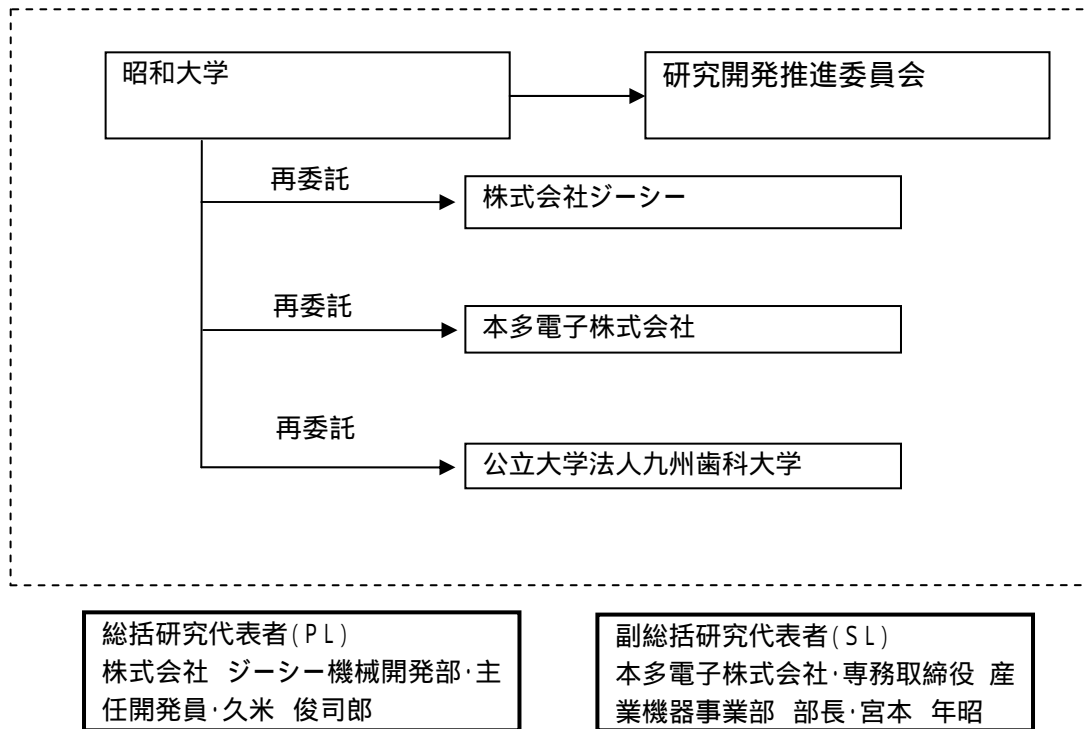 昭和大学
研究開発推進委員会
再委託
株式会社ジーシー
再委託
本多電子株式会社
再委託
公立大学法人九州歯科大学
総括研究代表者(PL)
株式会社 ジーシー機械開発部・主
任開発員・久米 俊司郎
副総括研究代表者(SL)
本多電子株式会社・専務取締役 産
業機器事業部 部長・宮本 年昭